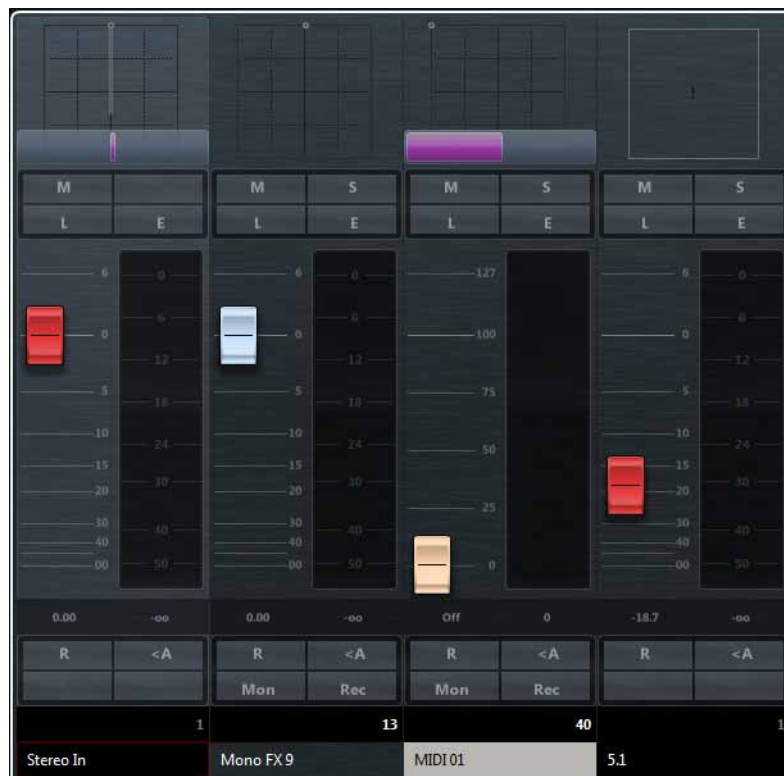 M M S M S M S
L E L E L E L E
6 0 6 0 127 6 0
0 6 0 6 100 0 6
12 12 12
5 18 5 18 75 5 18
10 24 10 24 50 10 24
15 15 15
20 30 20 30 25 20 30
30 40 30 40 30 40
40 40 40
00 50 00 50 0 00 50
0.00 -oo 0.00 -oo Off 0 -18.7 -oo
R <A R <A R <A R <A
Mon Rec Mon Rec
1 13 40 1
Stereo In Mono FX 9 MIDI 01 5.1